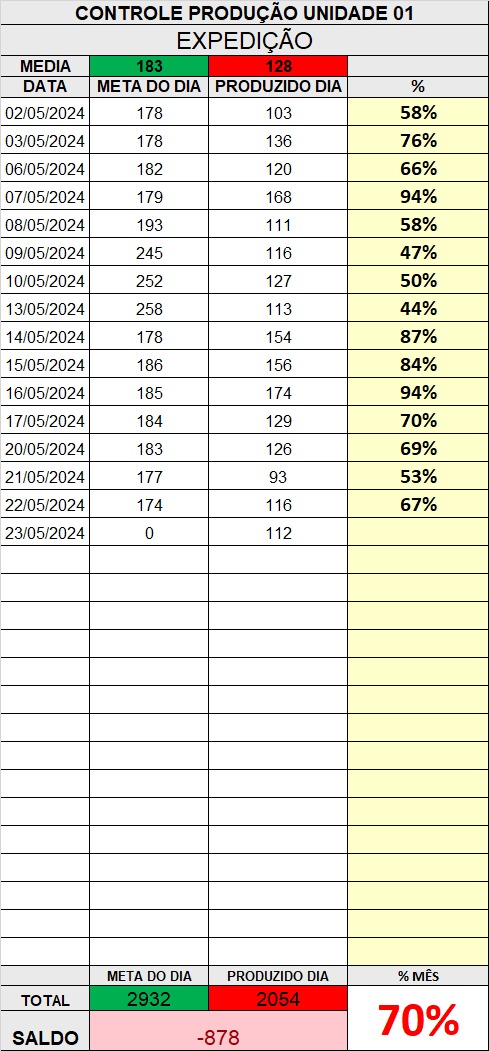 CONTROLE PRODUÇÃO UNIDADE 01
EXPEDIÇÃO
MEDIA 183 128
DATA META DO DIA PRODUZIDO DIA %
02/05/2024 178 103 58%
03/05/2024 178 136 76%
06/05/2024 182 120 66%
07/05/2024 179 168 94%
08/05/2024 193 111 58%
09/05/2024 245 116 47%
10/05/2024 252 127 50%
13/05/2024 258 113 44%
14/05/2024 178 154 87%
15/05/2024 186 156 84%
16/05/2024 185 174 94%
17/05/2024 184 129 70%
20/05/2024 183 126 69%
21/05/2024 177 93 53%
22/05/2024 174 116 67%
23/05/2024 0 112
META DO DIA PRODUZIDO DIA % MÊS
TOTAL 2932 2054 70%
SALDO -878